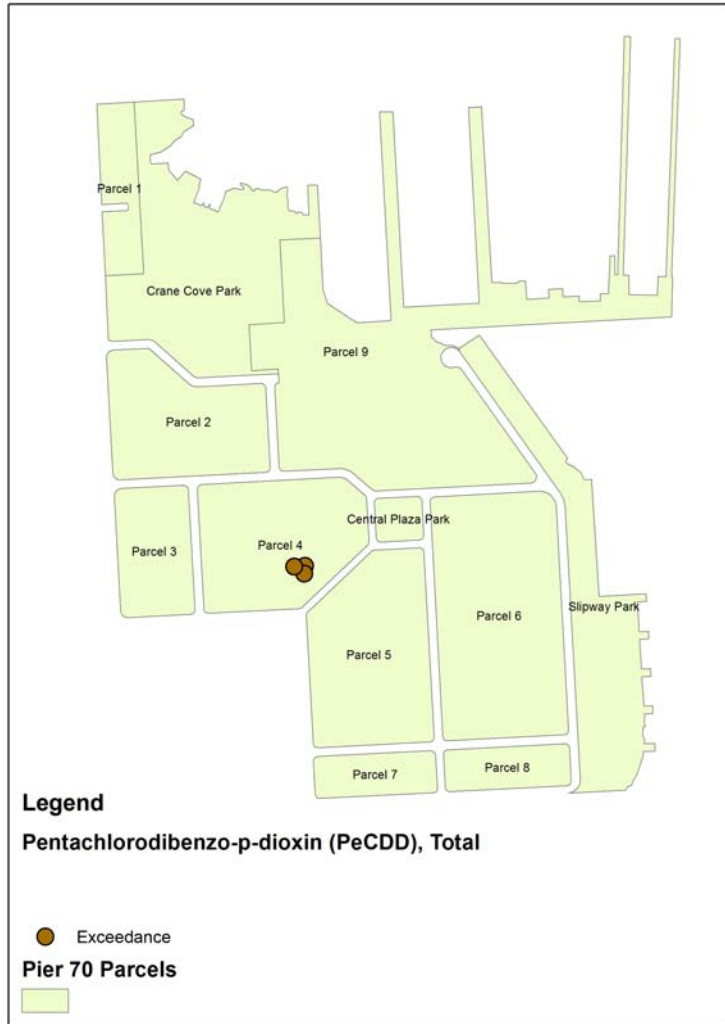 Parcel 1
Crane Cove Park
Parcel 9
Parcel 2
Central Plaza Park
Parcel 4
Parcel 3
Slipway Park
Parcel 6
Parcel 5
Parcel 7
Parcel 8
Legend
Pentachlorodibenzo-p-dioxin (PeCDD), Total
Exceedance
Pier 70 Parcels